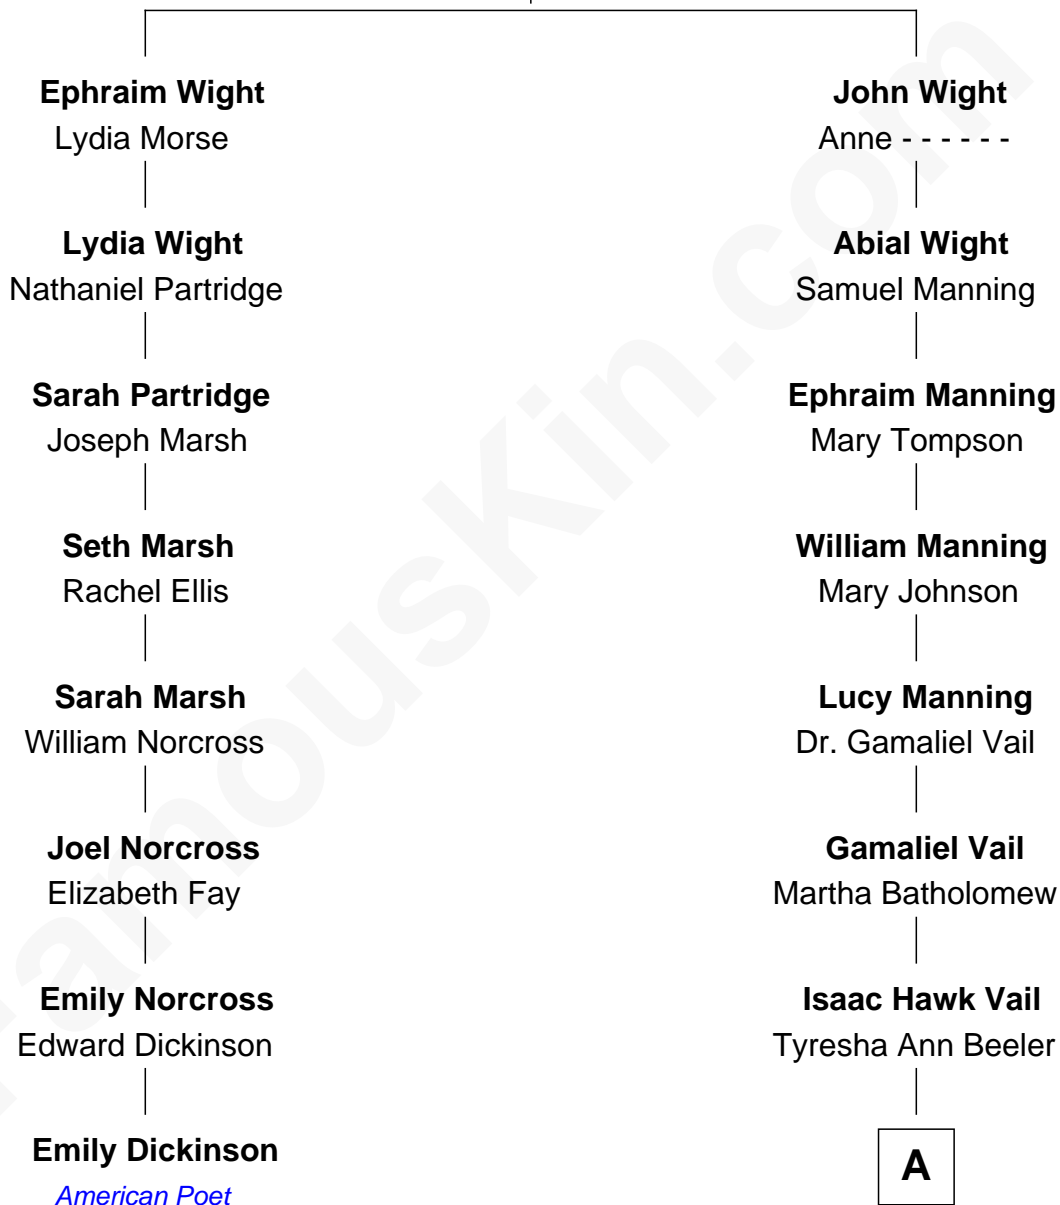 Ephraim Wight
Lydia Morse
John Wight
Anne - - - - - -
Lydia Wight
Nathaniel Partridge
Abial Wight
Samuel Manning
Sarah Partridge
Joseph Marsh
Ephraim Manning
Mary Tompson
Seth Marsh
Rachel Ellis
William Manning
Mary Johnson
Sarah Marsh
William Norcross
Lucy Manning
Dr. Gamaliel Vail
Joel Norcross
Elizabeth Fay
Gamaliel Vail
Martha Batholomew
Emily Norcross
Edward Dickinson
Isaac Hawk Vail
Tyresha Ann Beeler
Emily Dickinson
American Poet
A
FamousKin.com